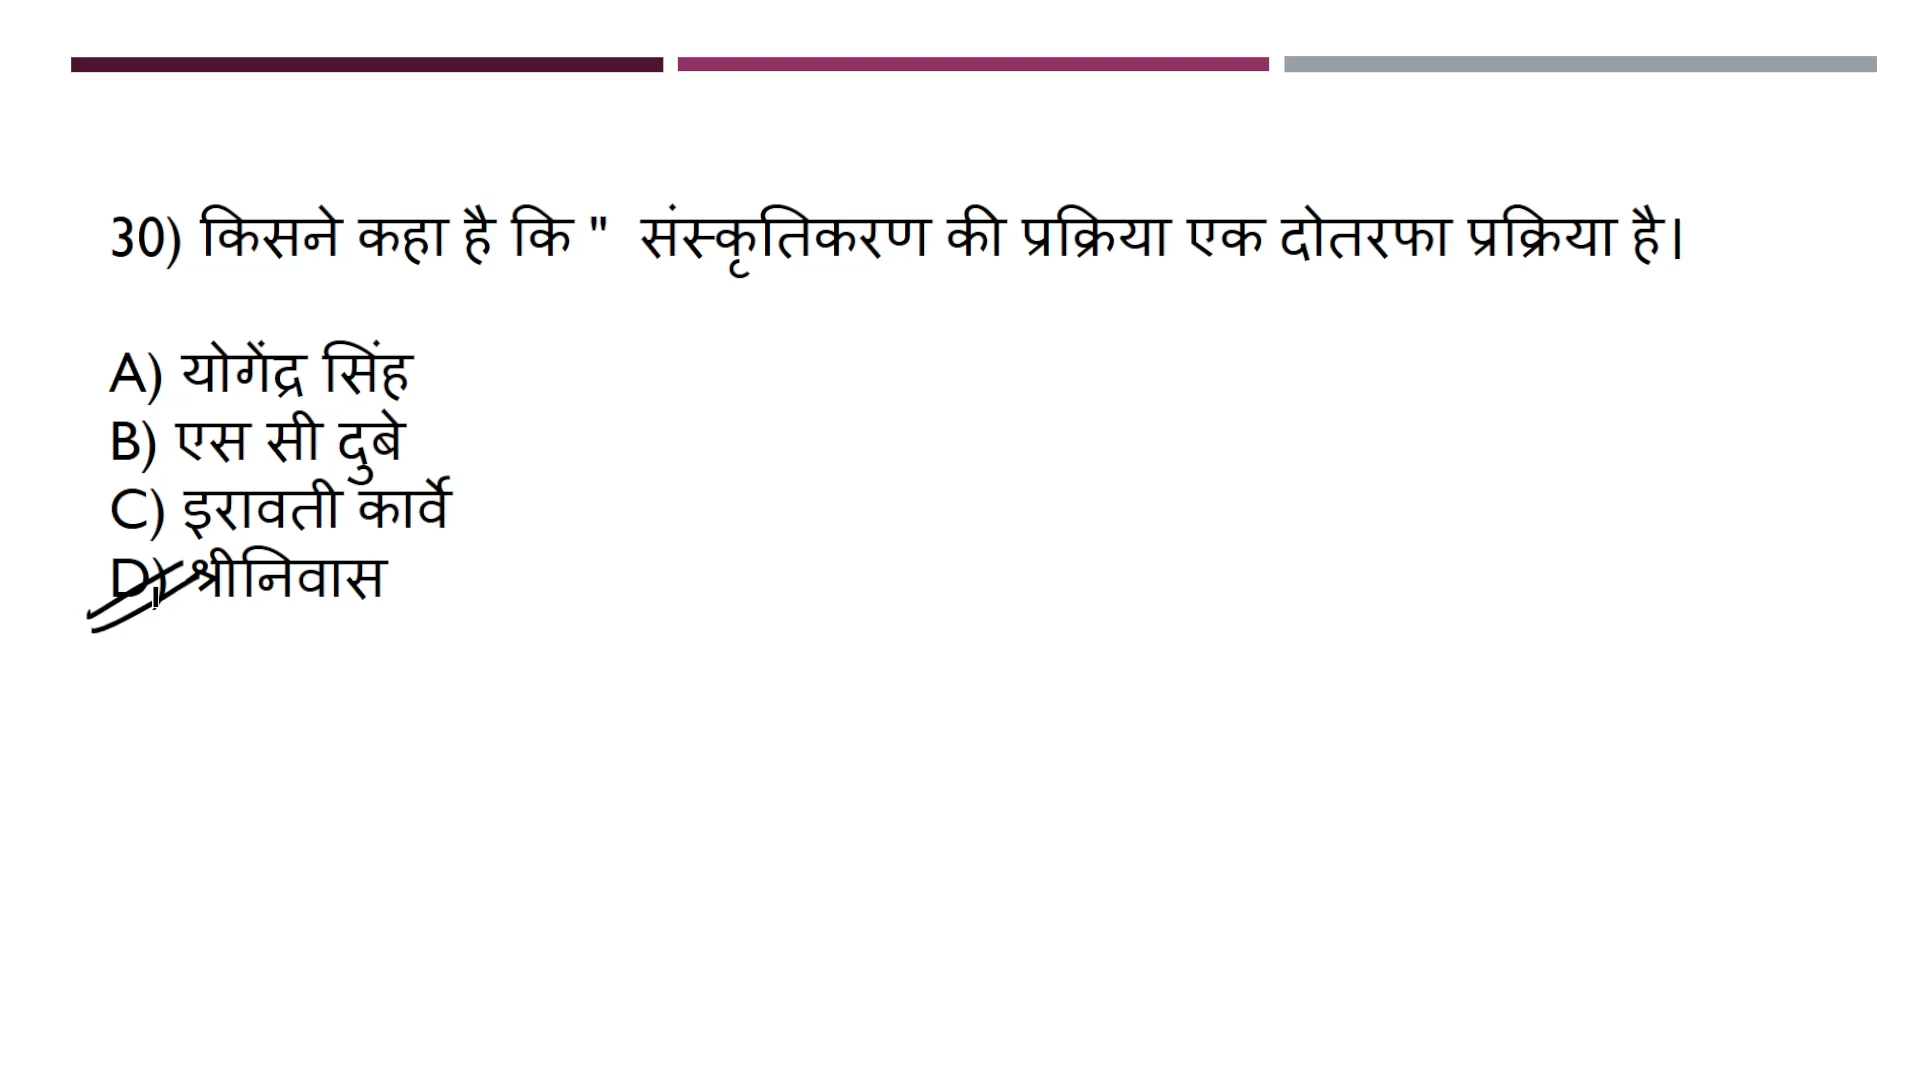 30) किसने कहा है कि " संस्कृतिकरण की प्रक्रिया एक दोतरफा प्रक्रिया है।
A) योगेंद्र सिंह
B) एस सी दुबे
C) इरावती कार्वे
D) श्रीनिवास